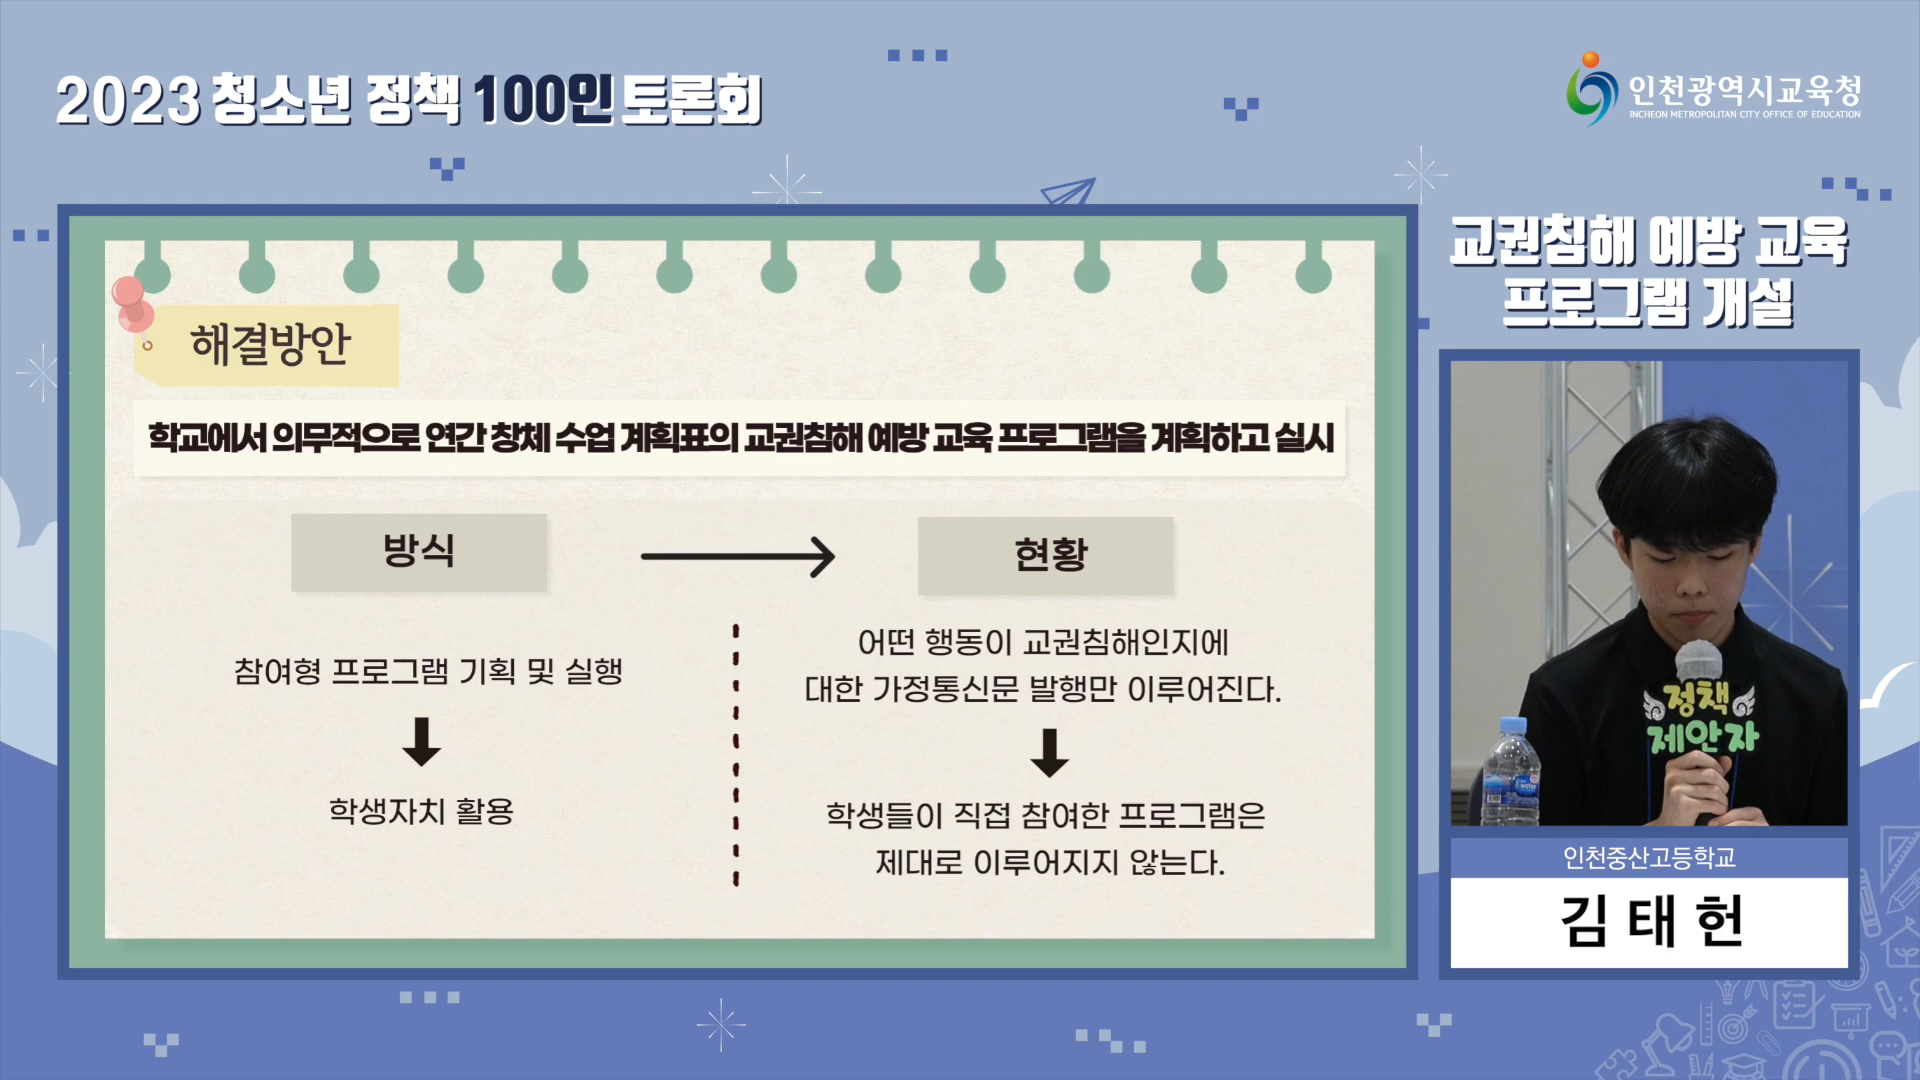 2023 청소년 정책 100인 토론회
인천광역시교육청
INCHEON METROPOLITAN CITY OFFICE OF EDUCATION
교권침해 예방 교육
프로그램 개설
해결방안
학교에서 의무적으로 연간 창체 수업 계획표의 교권침해 예방 교육 프로그램을 계획하고 실시
방식
현황
참여형 프로그램 기획 및 실행
학생자치 활용
어떤 행동이 교권침해인지에
대한 가정통신문 발행만 이루어진다.
학생들이 직접 참여한 프로그램은
제대로 이루어지지 않는다.
정책
제안자
인천중산고등학교
김태헌